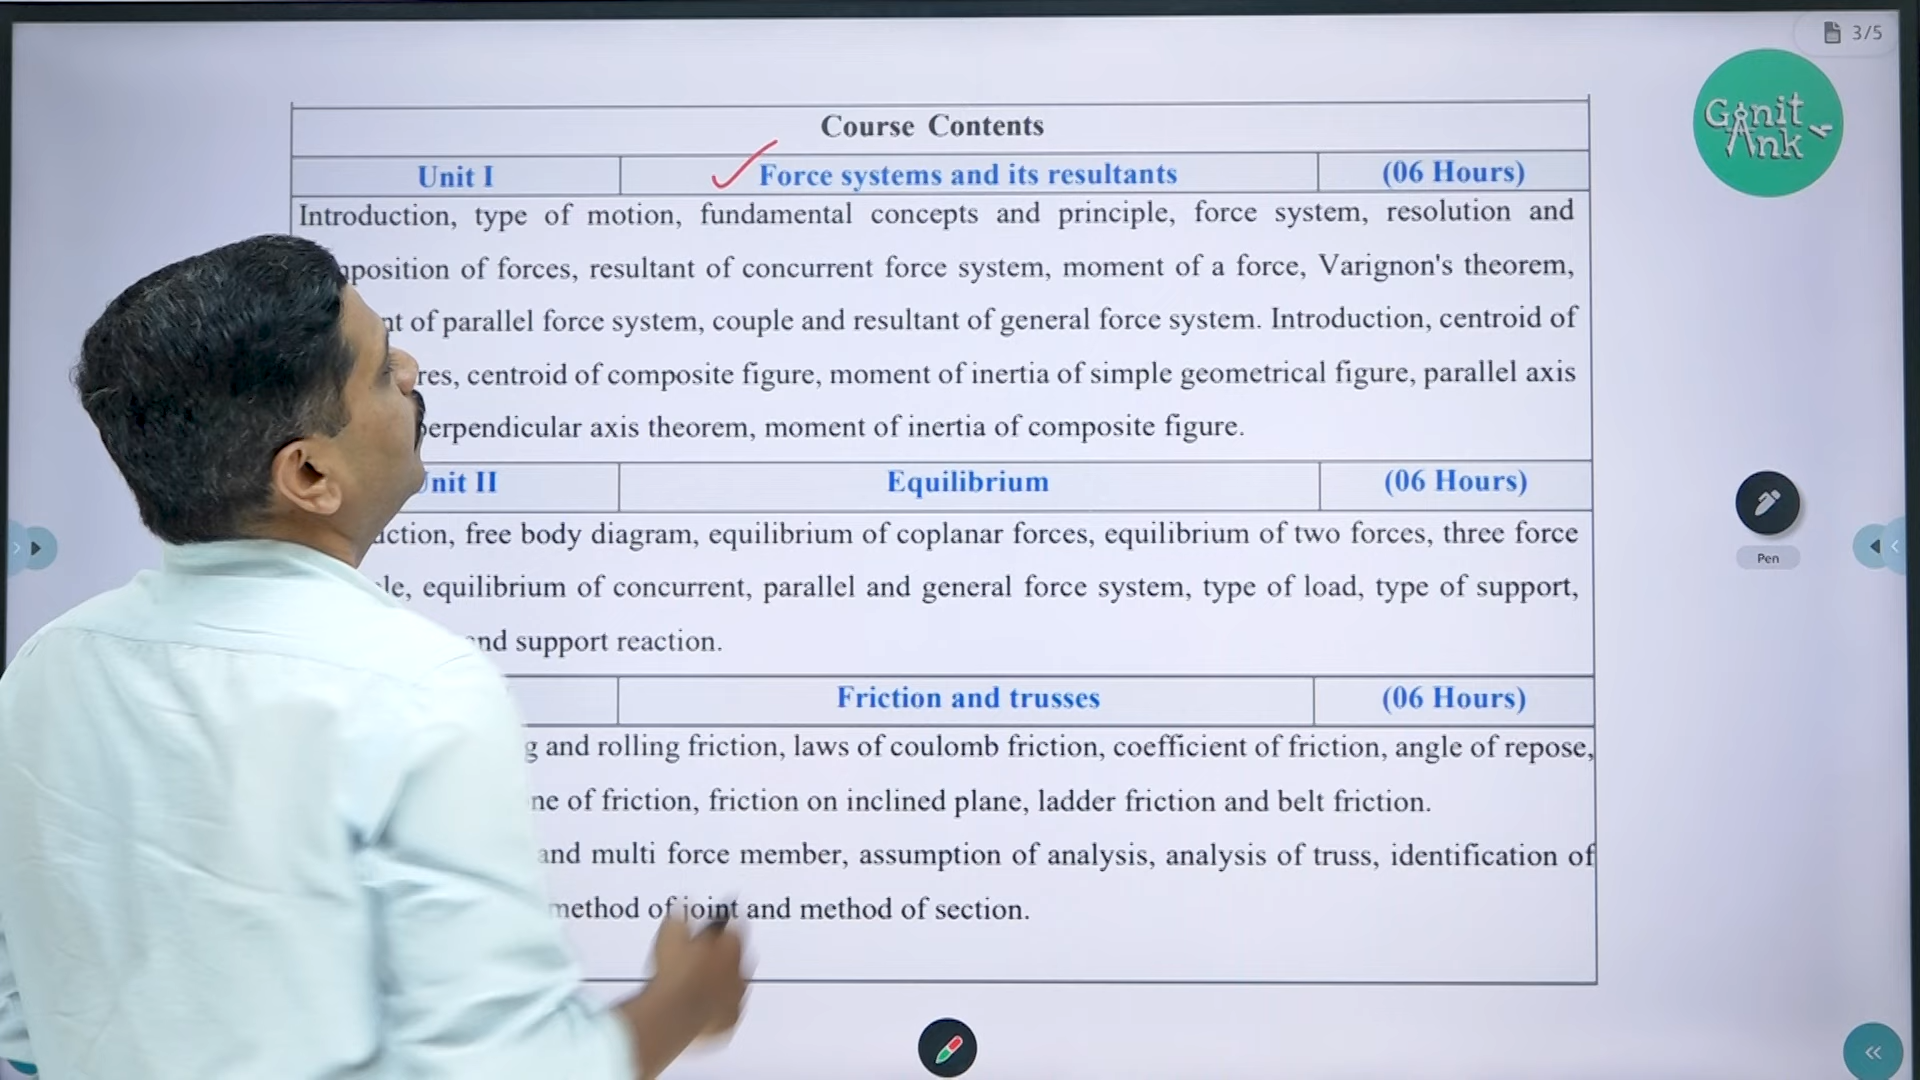 3/5
Ganit
Ank
Course Contents
Unit I Force systems and its resultants (06 Hours)
Introduction, type of motion, fundamental concepts and principle, force system, resolution and
of forces, resultant of concurrent force system, moment of a force, Varignon's theorem,
of parallel force system, couple and resultant of general force system. Introduction, centroid of
centroid of composite figure, moment of inertia of simple geometrical figure, parallel axis
perpendicular axis theorem, moment of inertia of composite figure.
II Equilibrium (06 Hours)
free body diagram, equilibrium of coplanar forces, equilibrium of two forces, three force
equilibrium of concurrent, parallel and general force system, type of load, type of support,
and support reaction.
Friction and trusses (06 Hours)
and rolling friction, laws of coulomb friction, coefficient of friction, angle of repose,
of friction, friction on inclined plane, ladder friction and belt friction.
and multi force member, assumption of analysis, analysis of truss, identification of
method of joint and method of section.
Pen